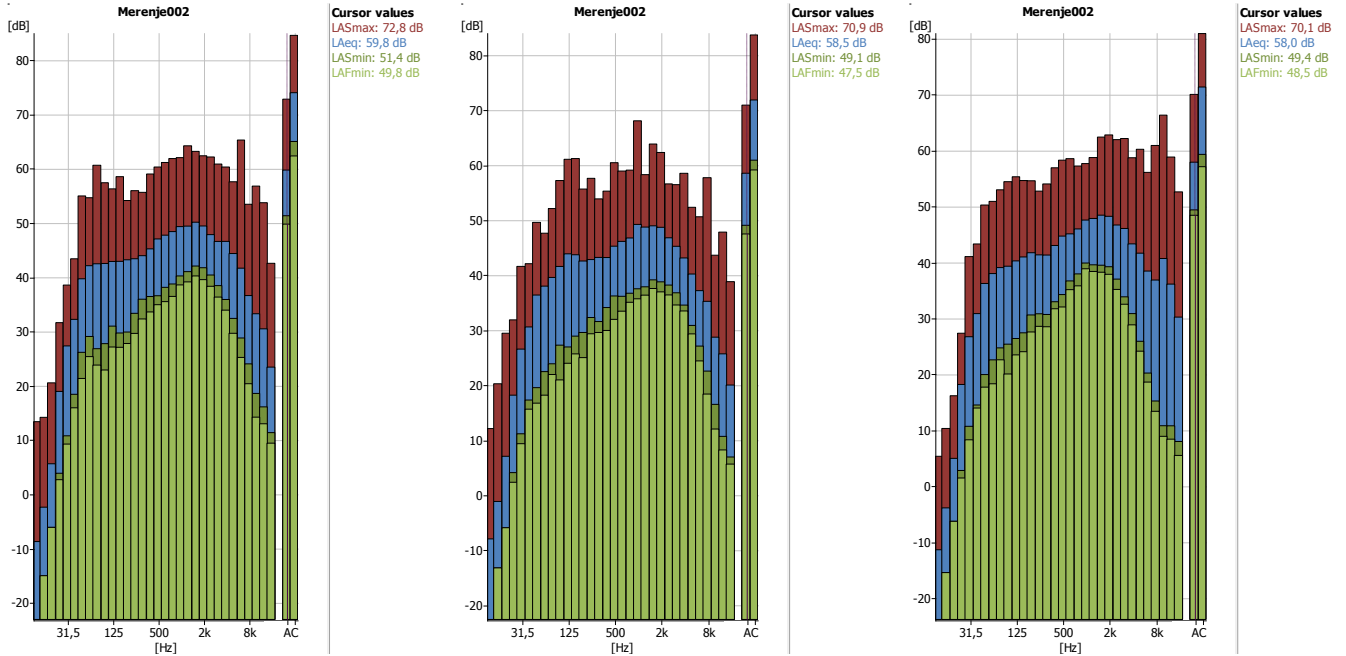 Merenje002
[dB]
80
70
60
50
40
30
20
10
0
-10
-20
31,5 125 500 2k 8k AC
[Hz]
Cursor values
LASmax: 72,8 dB
LAeq: 59,8 dB
LASmin: 51,4 dB
LAFmin: 49,8 dB
Merenje002
[dB]
80
70
60
50
40
30
20
10
0
-10
-20
31,5 125 500 2k 8k AC
[Hz]
Cursor values
LASmax: 70,9 dB
LAeq: 58,5 dB
LASmin: 49,1 dB
LAFmin: 47,5 dB
Merenje002
[dB]
80
70
60
50
40
30
20
10
0
-10
-20
31,5 125 500 2k 8k AC
[Hz]
Cursor values
LASmax: 70,1 dB
LAeq: 58,0 dB
LASmin: 49,4 dB
LAFmin: 48,5 dB